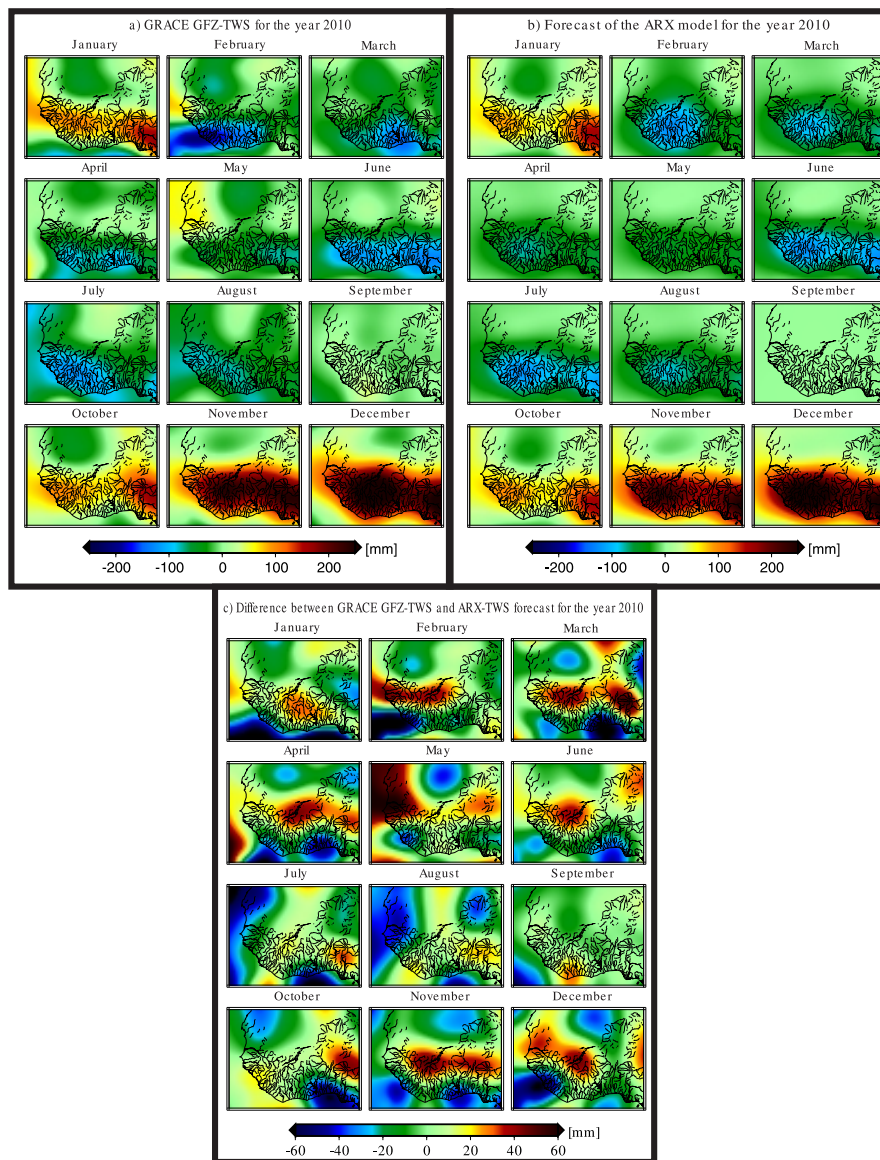 a) GRACE GFZ-TWS for the year 2010
January February March
April May June
July August September
October November December
-200 -100 0 100 200 [mm]
b) Forecast of the ARX model for the year 2010
January February March
April May June
July August September
October November December
-200 -100 0 100 200 [mm]
c) Difference between GRACE GFZ-TWS and ARX-TWS forecast for the year 2010
January February March
April May June
July August September
October November December
-60 -40 -20 0 20 40 60 [mm]